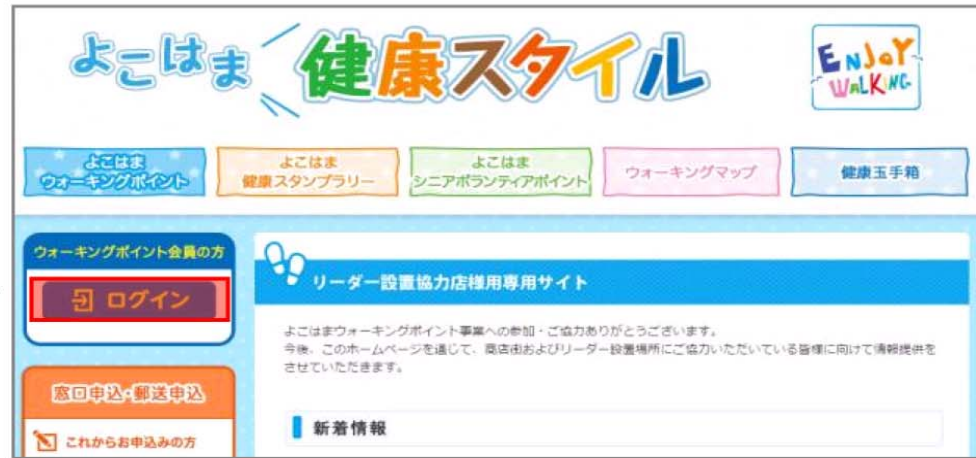 よこはま 健康スタイル
ENJOY
WALKING
よこはま
ウォーキングポイント
よこはま
健康スタンプラリー
よこはま
シニアボランティアポイント
ウォーキングマップ
健康玉手箱
ウォーキングポイント会員の方
ログイン
窓口申込・郵送申込
これからお申込みの方
リーダー設置協力店様用専用サイト
よこはまウォーキングポイント事業への参加・ご協力ありがとうございます。
今後、このホームページを通じて、商店街およびリーダー設置場所にご協力いただいている皆様に向けて情報提供を
させていただきます。
新着情報